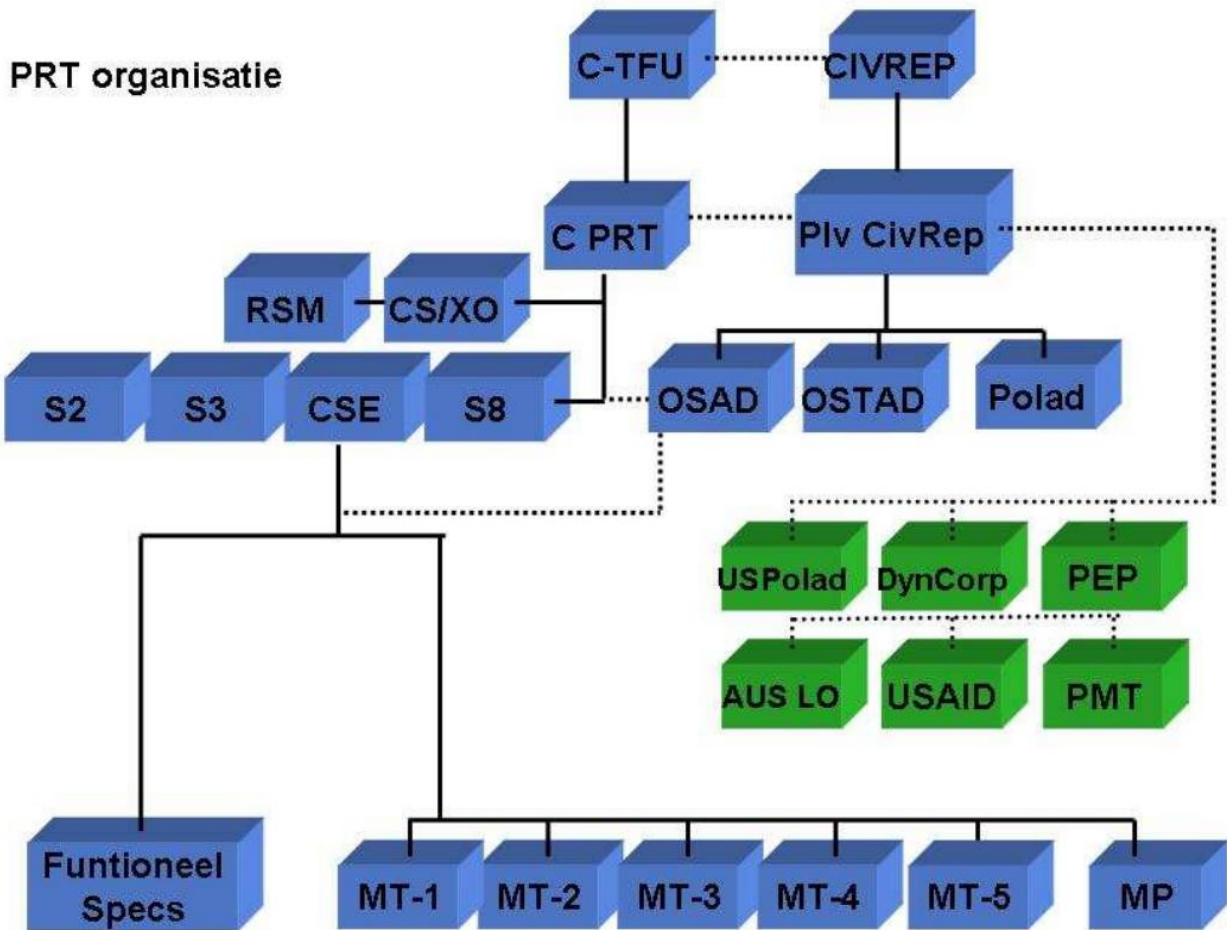 PRT organisatie
C-TFU
CIVREP
C PRT
Plv CivRep
RSM
CS/XO
S2
S3
CSE
S8
OSAD
OSTAD
Polad
USPolad
DynCorp
PEP
AUS LO
USAID
PMT
Funtioneel
Specs
MT-1
MT-2
MT-3
MT-4
MT-5
MP